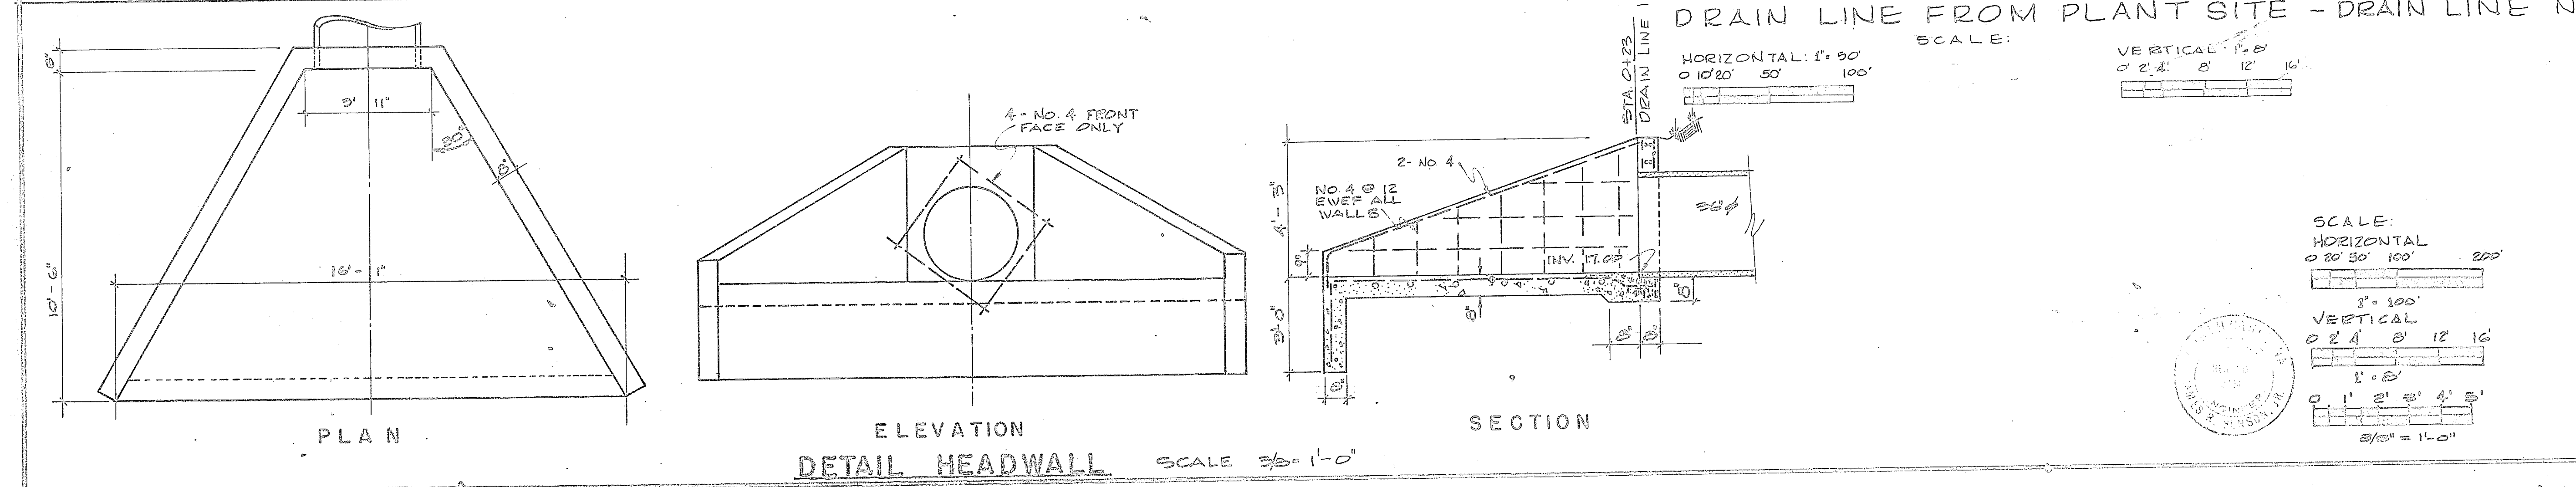 DRAIN LINE FROM PLANT SITE - DRAIN LINE N
SCALE:
HORIZONTAL: 1"= 50'
0 10' 20' 50' 100'
VERTICAL 1"= 8'
0' 2' 4' 8' 12' 16'
STA. 0+23
DRAIN LINE
8"
3' 11"
30°
8"
16'-1"
10'-6"
PLAN
4- NO. 4 FRONT
FACE ONLY
ELEVATION
2- NO. 4
NO. 4 @ 12
EWEF ALL
WALLS
36"φ
4'-3"
9"
INV. 17.
3'-0"
8"
8"
8"
8"
SECTION
DETAIL HEADWALL SCALE 3/8= 1'-0"
SCALE:
HORIZONTAL
0 20' 50' 100' 200'
1" = 100'
VERTICAL
0 2' 4' 8' 12' 16'
1" = 8'
0 1' 2' 3' 4' 5'
3/8" = 1'-0"